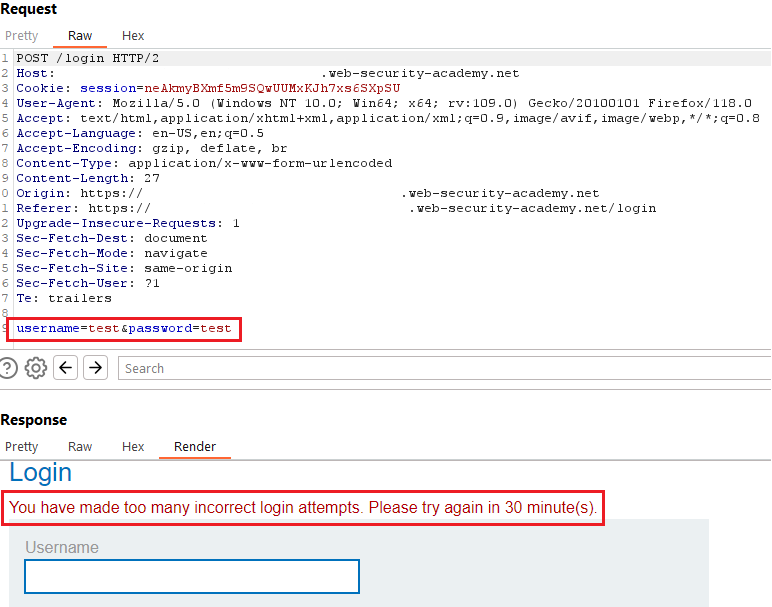 Request
Pretty Raw Hex
1 POST /login HTTP/2
2 Host: .web-security-academy.net
3 Cookie: session=neAkmyBXmf5m9SQwUUMxKJh7xs6SXpSU
4 User-Agent: Mozilla/5.0 (Windows NT 10.0; Win64; x64; rv:109.0) Gecko/20100101 Firefox/118.0
5 Accept: text/html,application/xhtml+xml,application/xml;q=0.9,image/avif,image/webp,*/*;q=0.8
6 Accept-Language: en-US,en;q=0.5
7 Accept-Encoding: gzip, deflate, br
8 Content-Type: application/x-www-form-urlencoded
9 Content-Length: 27
0 Origin: https:// .web-security-academy.net
1 Referer: https:// .web-security-academy.net/login
2 Upgrade-Insecure-Requests: 1
3 Sec-Fetch-Dest: document
4 Sec-Fetch-Mode: navigate
5 Sec-Fetch-Site: same-origin
6 Sec-Fetch-User: ?1
7 Te: trailers
8
9 username=test&password=test
Search
Response
Pretty Raw Hex Render
Login
You have made too many incorrect login attempts. Please try again in 30 minute(s).
Username